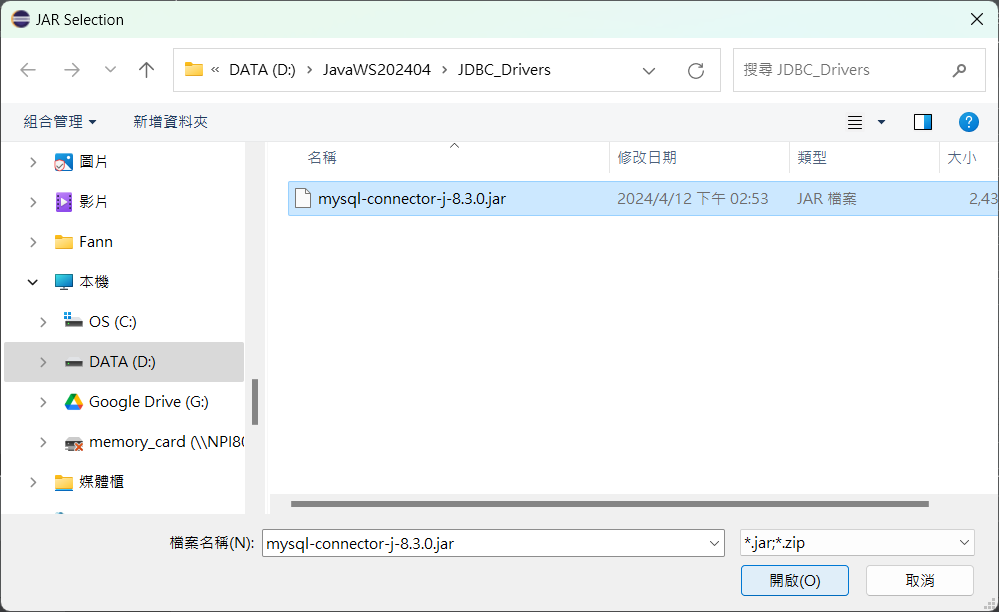 JAR Selection
« DATA (D:) › JavaWS202404 › JDBC_Drivers
搜尋 JDBC_Drivers
組合管理 新增資料夾
名稱 修改日期 類型 大小
mysql-connector-j-8.3.0.jar 2024/4/12 下午 02:53 JAR 檔案 2,43
圖片
影片
Fann
本機
OS (C:)
DATA (D:)
Google Drive (G:)
memory_card (\\NPI80
媒體櫃
檔案名稱(N): mysql-connector-j-8.3.0.jar *.jar;*.zip
開啟(O) 取消